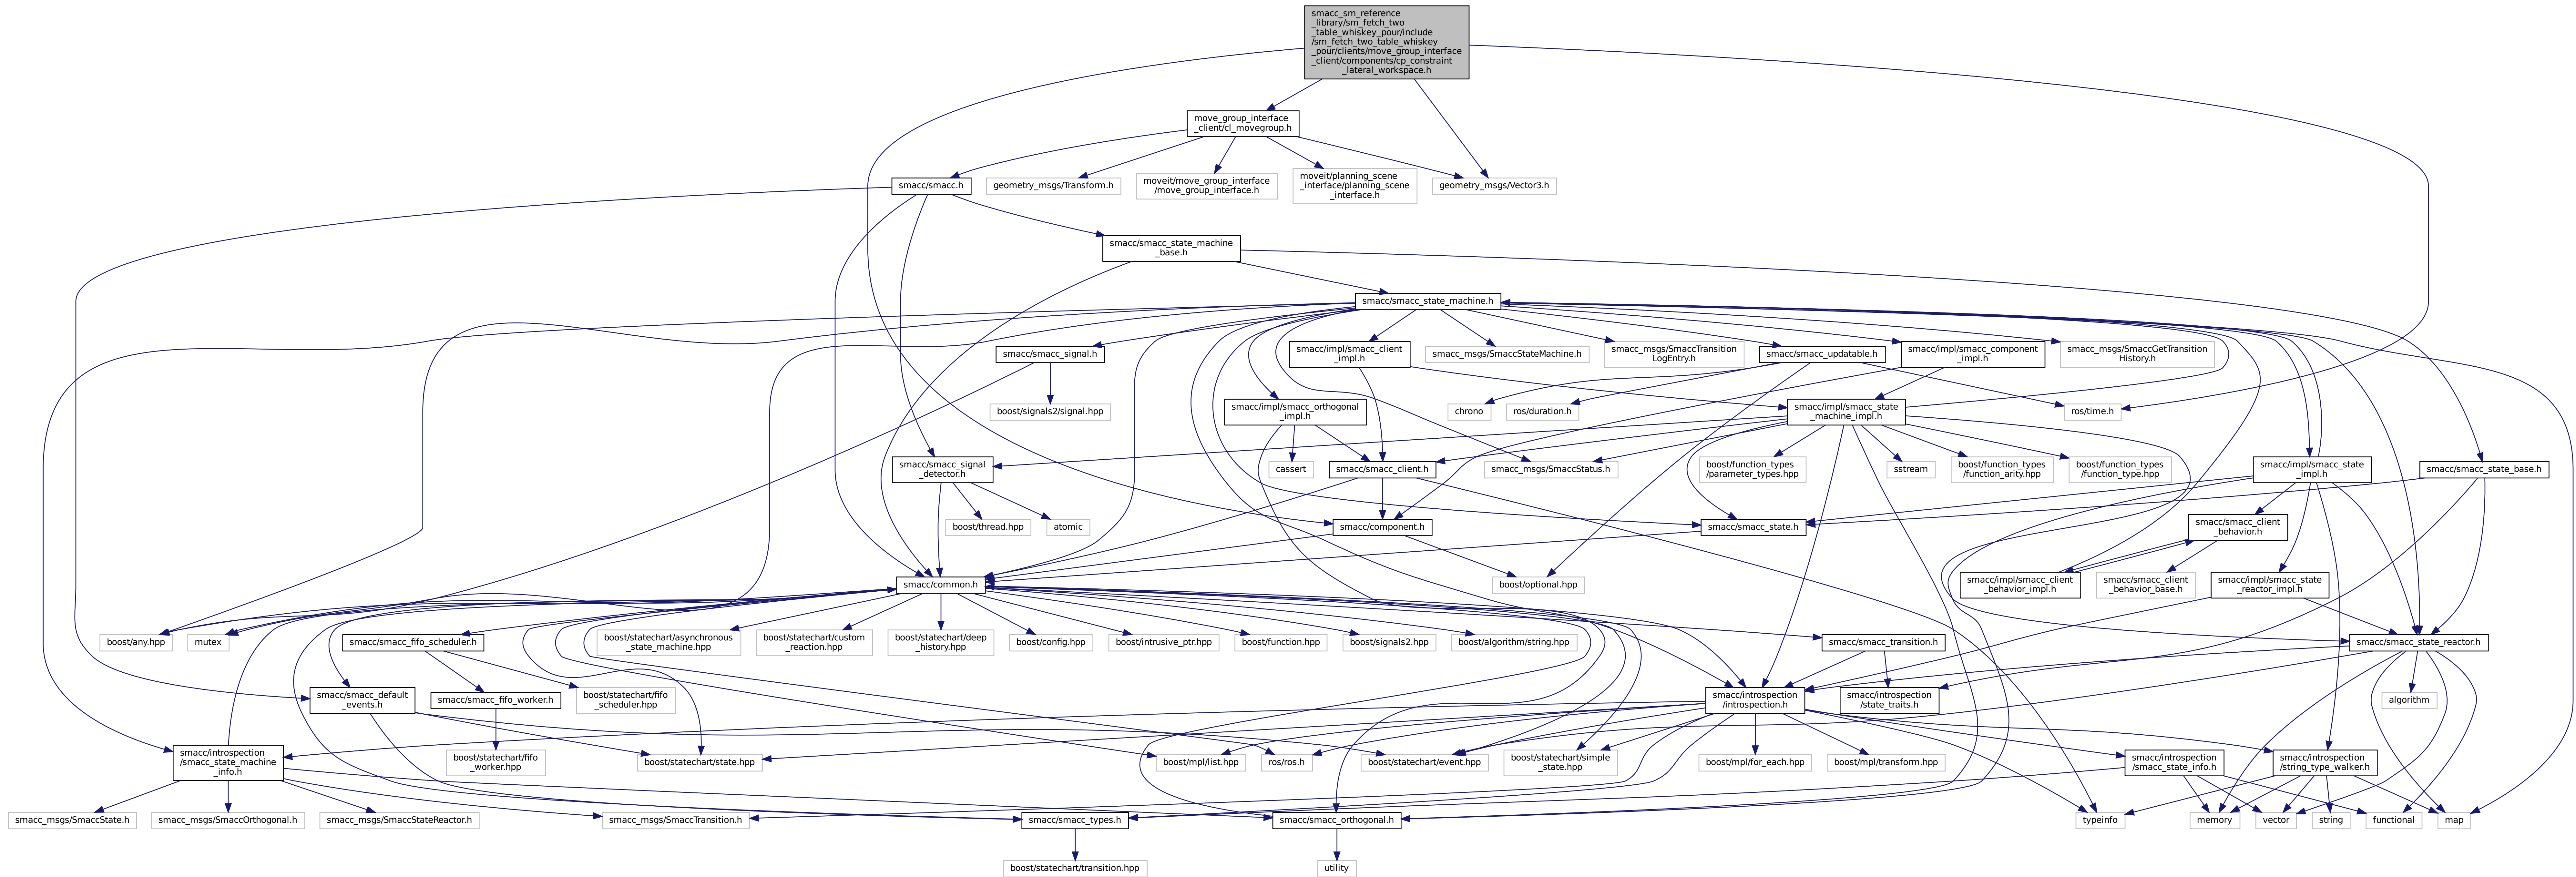 smacc_sm_reference
_library/sm_fetch_two
_table_whiskey_pour/include
/sm_fetch_two_table_whiskey
_pour/clients/move_group_interface
_client/components/cp_constraint
_lateral_workspace.h
move_group_interface
_client/cl_movegroup.h
smacc/smacc.h
geometry_msgs/Transform.h
moveit/move_group_interface
/move_group_interface.h
moveit/planning_scene
_interface/planning_scene
_interface.h
geometry_msgs/Vector3.h
smacc/smacc_state_machine
_base.h
smacc/smacc_state_machine.h
smacc/smacc_signal.h
smacc/impl/smacc_client
_impl.h
smacc_msgs/SmaccStateMachine.h
smacc_msgs/SmaccTransition
LogEntry.h
smacc/smacc_updatable.h
smacc/impl/smacc_component
_impl.h
smacc_msgs/SmaccGetTransition
History.h
boost/signals2/signal.hpp
smacc/impl/smacc_orthogonal
_impl.h
chrono
ros/duration.h
smacc/impl/smacc_state
_machine_impl.h
ros/time.h
smacc/smacc_signal
_detector.h
cassert
smacc/smacc_client.h
smacc_msgs/SmaccStatus.h
boost/function_types
/parameter_types.hpp
sstream
boost/function_types
/function_arity.hpp
boost/function_types
/function_type.hpp
smacc/impl/smacc_state
_impl.h
smacc/smacc_state_base.h
boost/thread.hpp
atomic
smacc/component.h
smacc/smacc_state.h
smacc/smacc_client
_behavior.h
smacc/common.h
boost/optional.hpp
smacc/impl/smacc_client
_behavior_impl.h
smacc/smacc_client
_behavior_base.h
smacc/impl/smacc_state
_reactor_impl.h
boost/any.hpp
mutex
smacc/smacc_fifo_scheduler.h
boost/statechart/asynchronous
_state_machine.hpp
boost/statechart/custom
_reaction.hpp
boost/statechart/deep
_history.hpp
boost/config.hpp
boost/intrusive_ptr.hpp
boost/function.hpp
boost/signals2.hpp
boost/algorithm/string.hpp
smacc/smacc_transition.h
smacc/smacc_state_reactor.h
smacc/smacc_default
_events.h
smacc/smacc_fifo_worker.h
boost/statechart/fifo
_scheduler.hpp
smacc/introspection
/introspection.h
smacc/introspection
/state_traits.h
algorithm
smacc/introspection
/smacc_state_machine
_info.h
boost/statechart/fifo
_worker.hpp
boost/statechart/state.hpp
boost/mpl/list.hpp
ros/ros.h
boost/statechart/event.hpp
boost/statechart/simple
_state.hpp
boost/mpl/for_each.hpp
boost/mpl/transform.hpp
smacc/introspection
/smacc_state_info.h
smacc/introspection
/string_type_walker.h
smacc_msgs/SmaccState.h
smacc_msgs/SmaccOrthogonal.h
smacc_msgs/SmaccStateReactor.h
smacc_msgs/SmaccTransition.h
smacc/smacc_types.h
smacc/smacc_orthogonal.h
typeinfo
memory
vector
string
functional
map
boost/statechart/transition.hpp
utility